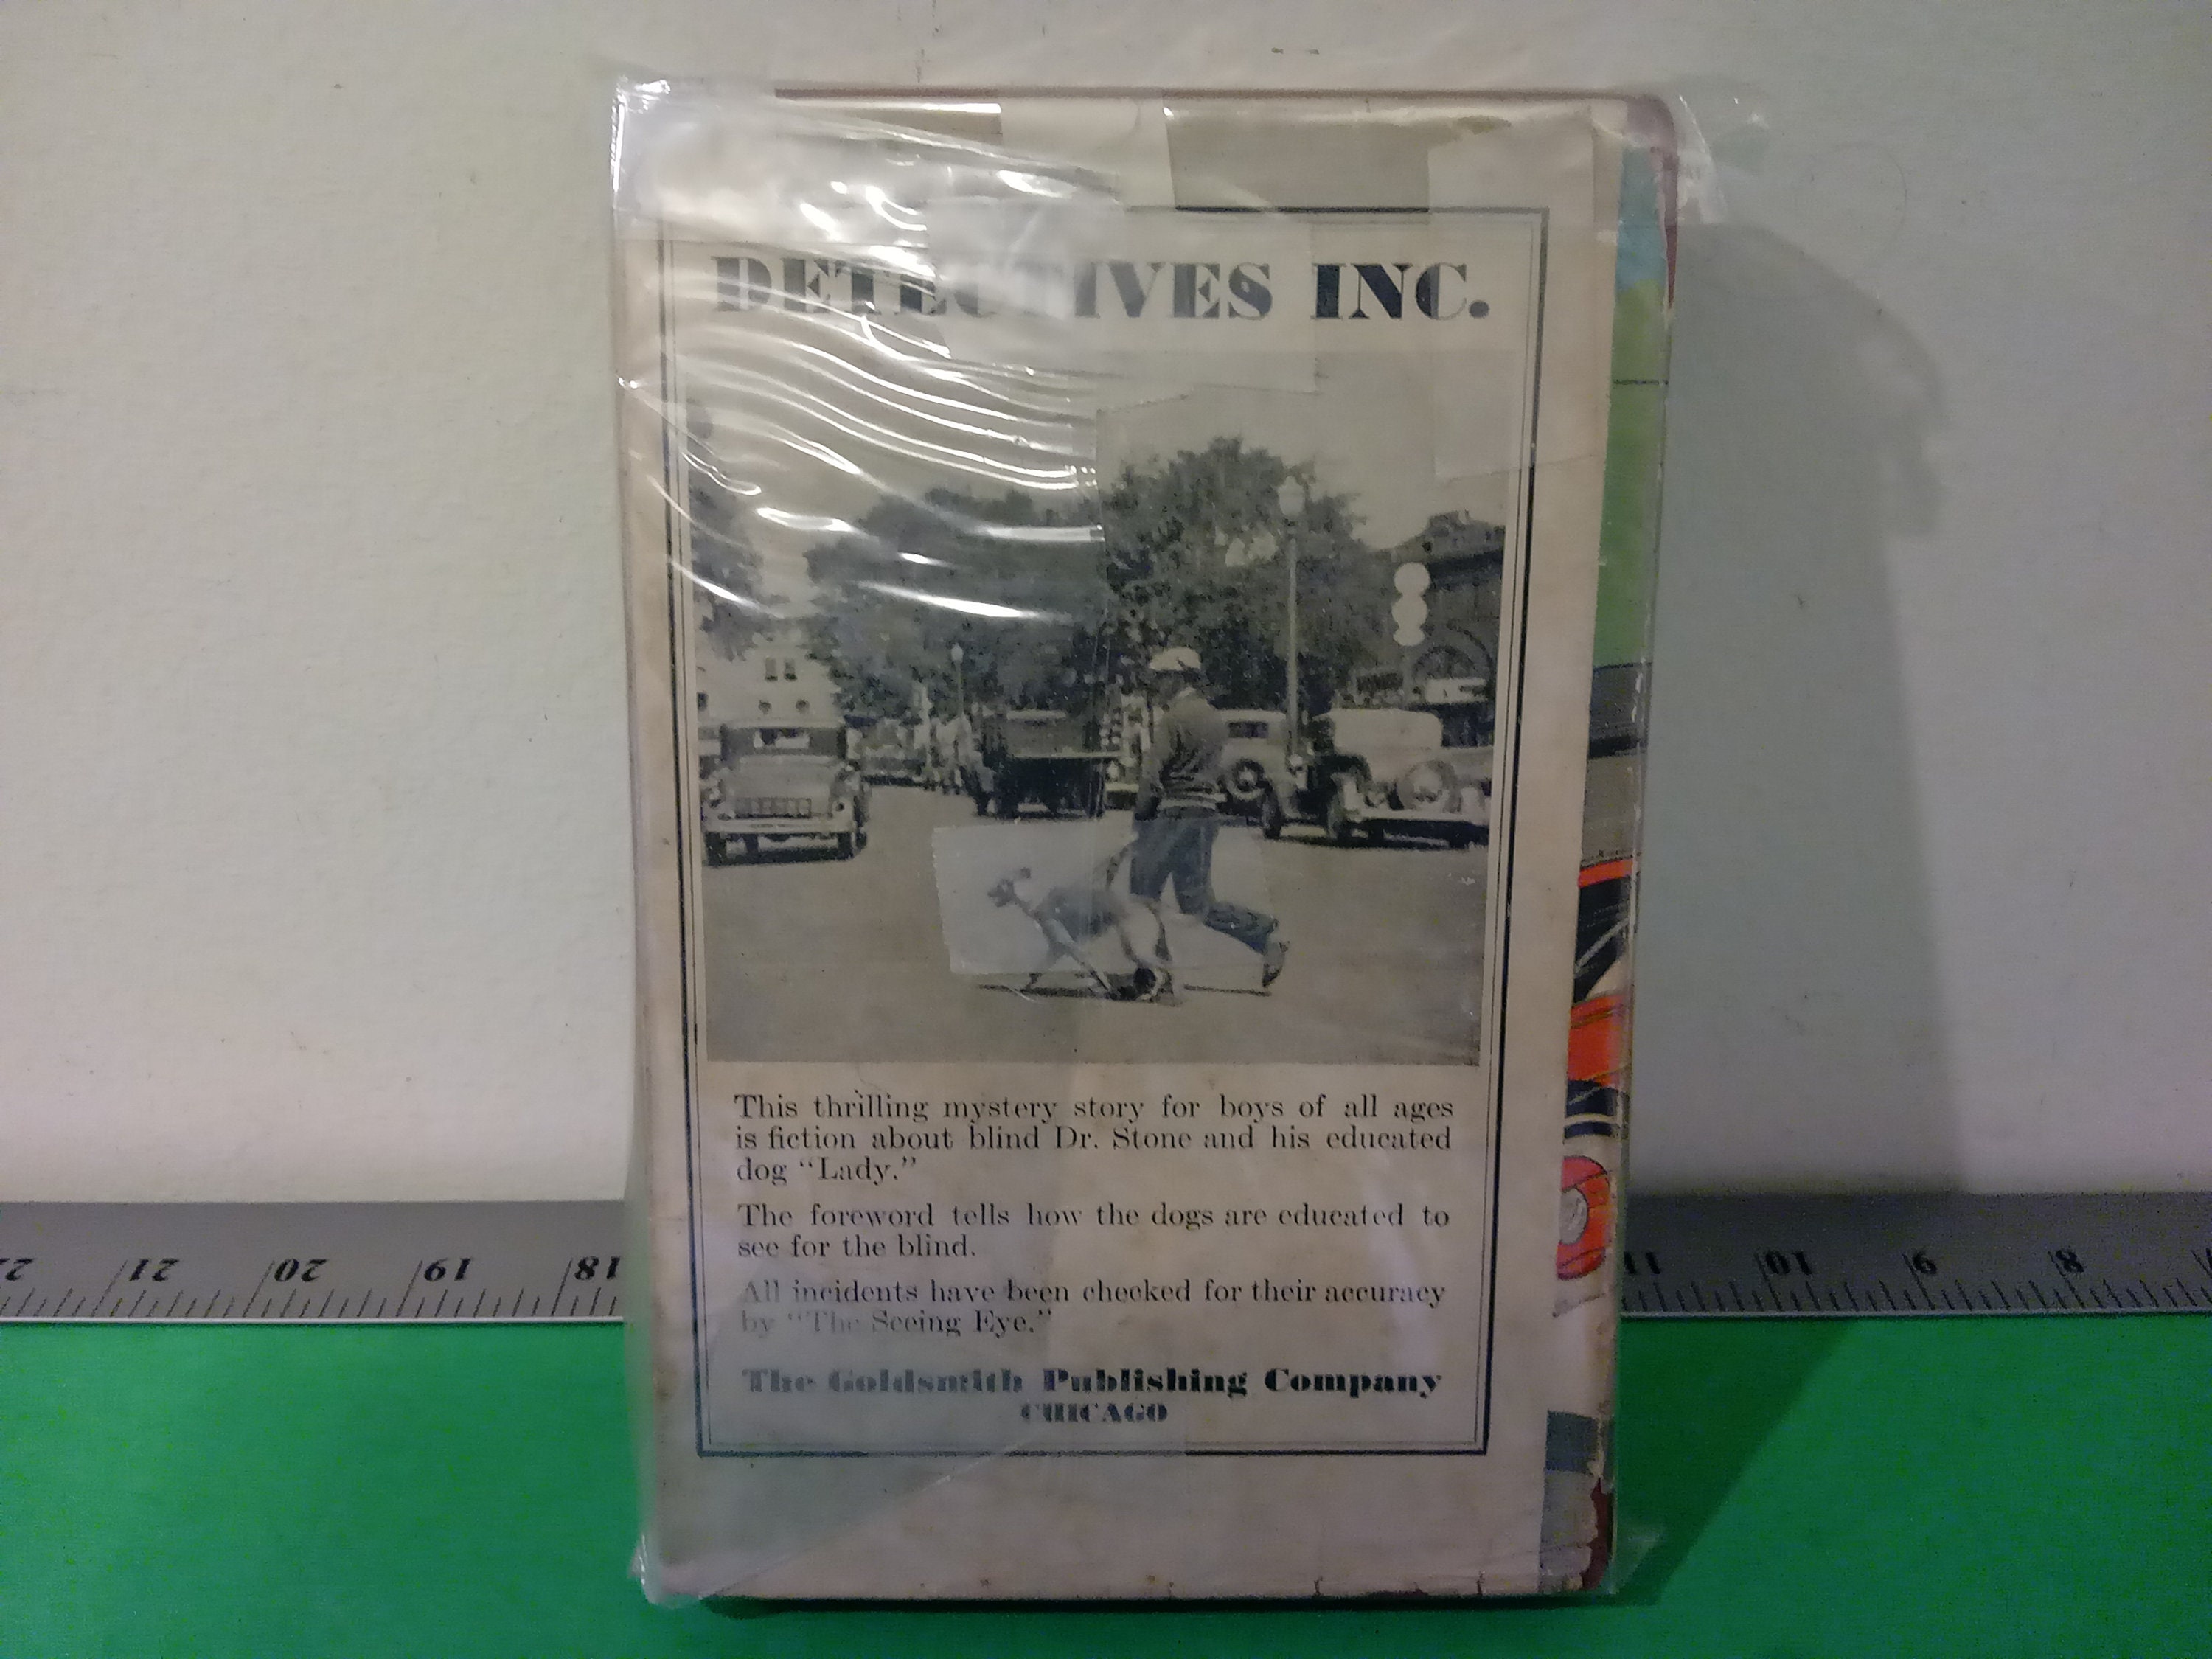 DETECTIVES INC.
This thrilling mystery story for boys of all ages
is fiction about blind Dr. Stone and his educated
dog “Lady.”
The foreword tells how the dogs are educated to
see for the blind.
All incidents have been checked for their accuracy
by “The Seeing Eye.”
The Goldsmith Publishing Company
CHICAGO
21 20 19 18 11 10 9 8